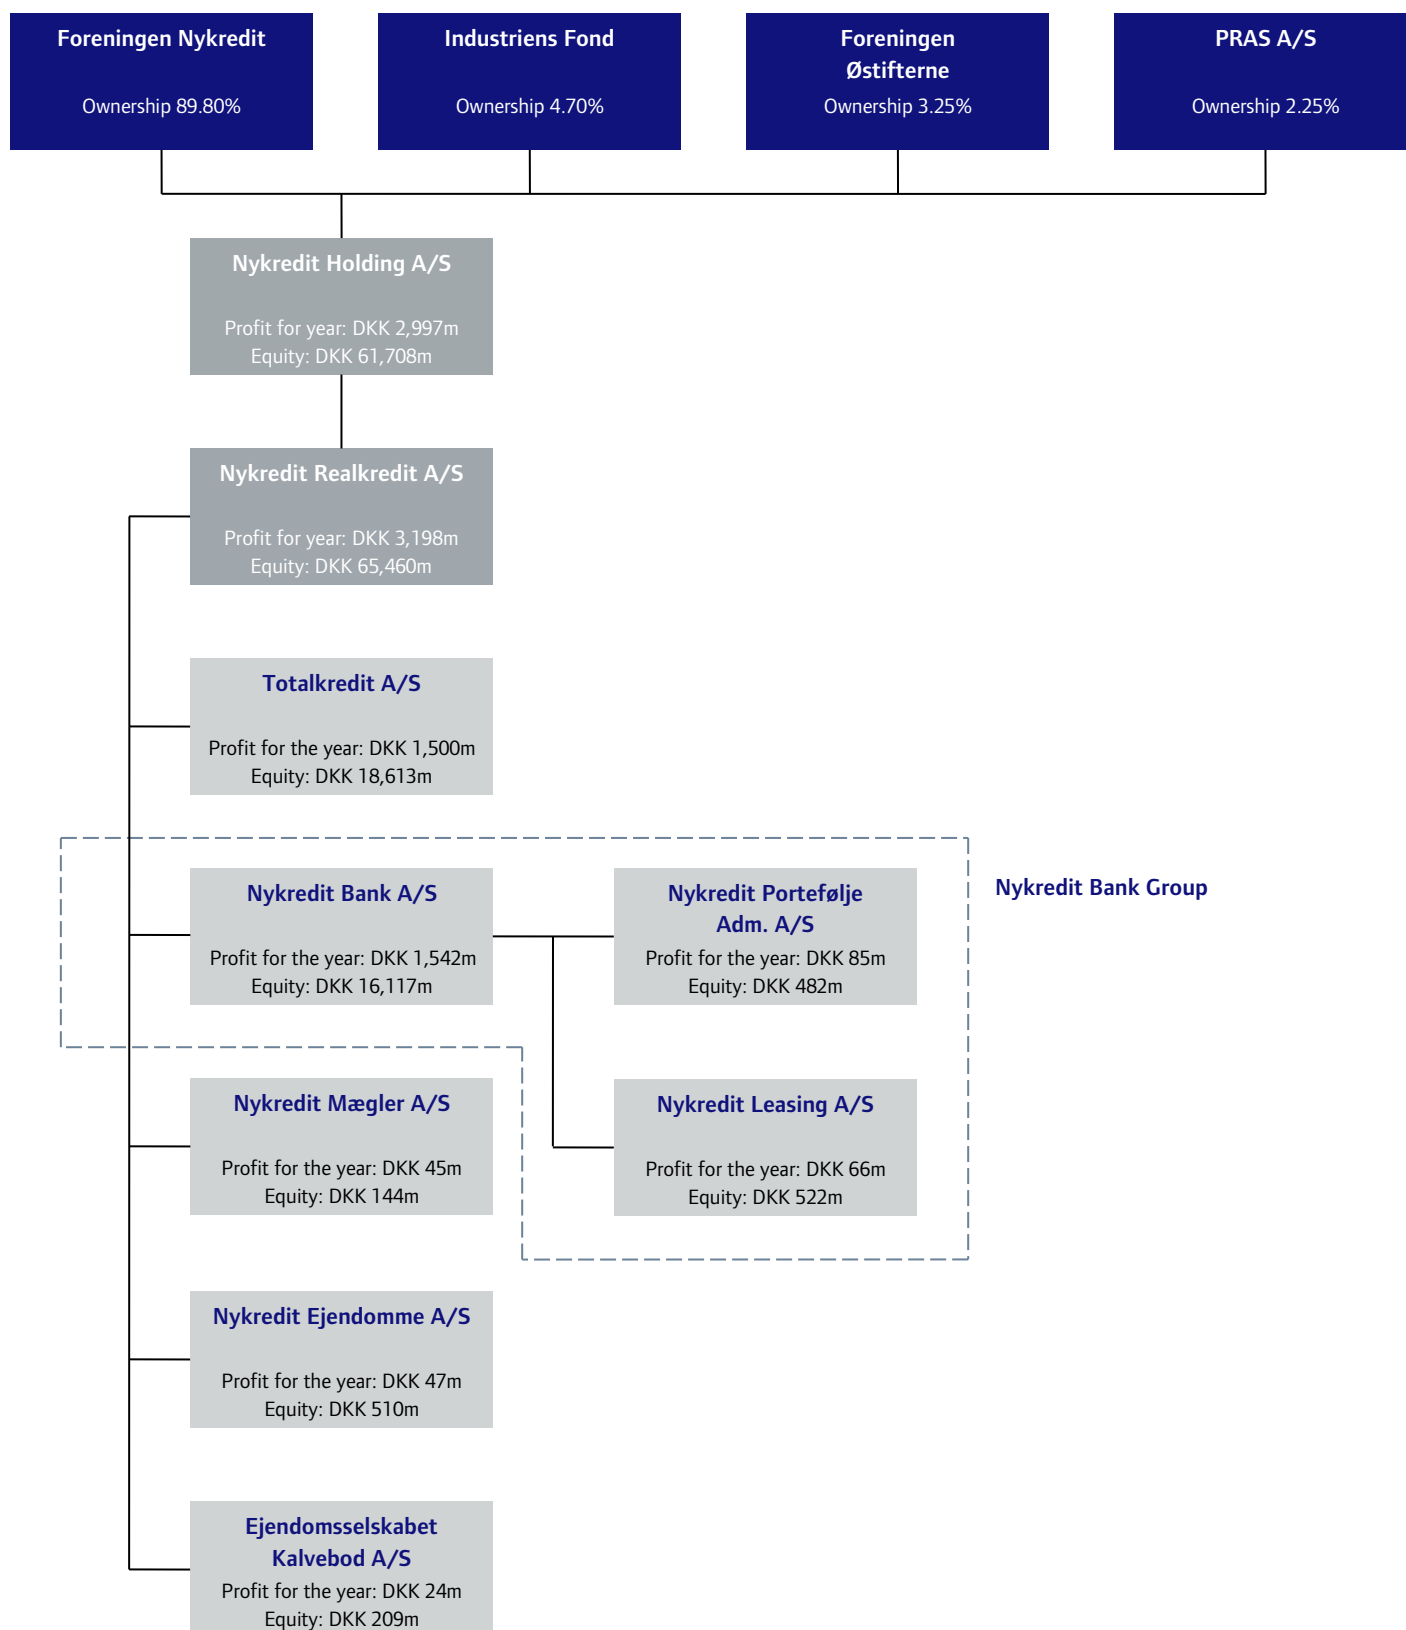 Foreningen Nykredit
Ownership 89.80%
Industriens Fond
Ownership 4.70%
Foreningen
Østifterne
Ownership 3.25%
PRAS A/S
Ownership 2.25%
Nykredit Holding A/S
Profit for year: DKK 2,997m
Equity: DKK 61,708m
Nykredit Realkredit A/S
Profit for year: DKK 3,198m
Equity: DKK 65,460m
Totalkredit A/S
Profit for the year: DKK 1,500m
Equity: DKK 18,613m
Nykredit Bank A/S
Profit for the year: DKK 1,542m
Equity: DKK 16,117m
Nykredit Portefølje
Adm. A/S
Profit for the year: DKK 85m
Equity: DKK 482m
Nykredit Bank Group
Nykredit Mægler A/S
Profit for the year: DKK 45m
Equity: DKK 144m
Nykredit Leasing A/S
Profit for the year: DKK 66m
Equity: DKK 522m
Nykredit Ejendomme A/S
Profit for the year: DKK 47m
Equity: DKK 510m
Ejendomsselskabet
Kalvebod A/S
Profit for the year: DKK 24m
Equity: DKK 209m